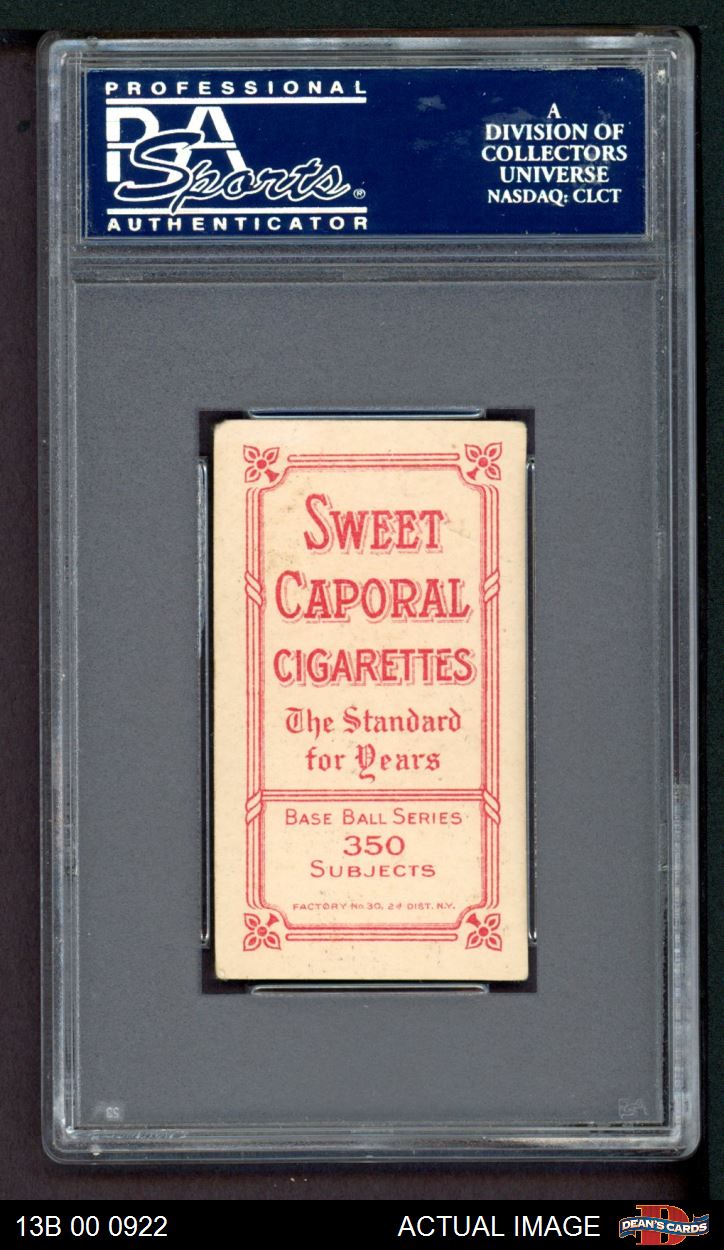 PROFESSIONAL
PSA
Sports®
AUTHENTICATOR
A
DIVISION OF
COLLECTORS
UNIVERSE
NASDAQ: CLCT
SWEET
CAPORAL
CIGARETTES
The Standard
for Years
BASE BALL SERIES
350
SUBJECTS
FACTORY No. 30, 2d DIST. N.Y.
PSA
13B 00 0922
ACTUAL IMAGE
DEAN'S CARDS